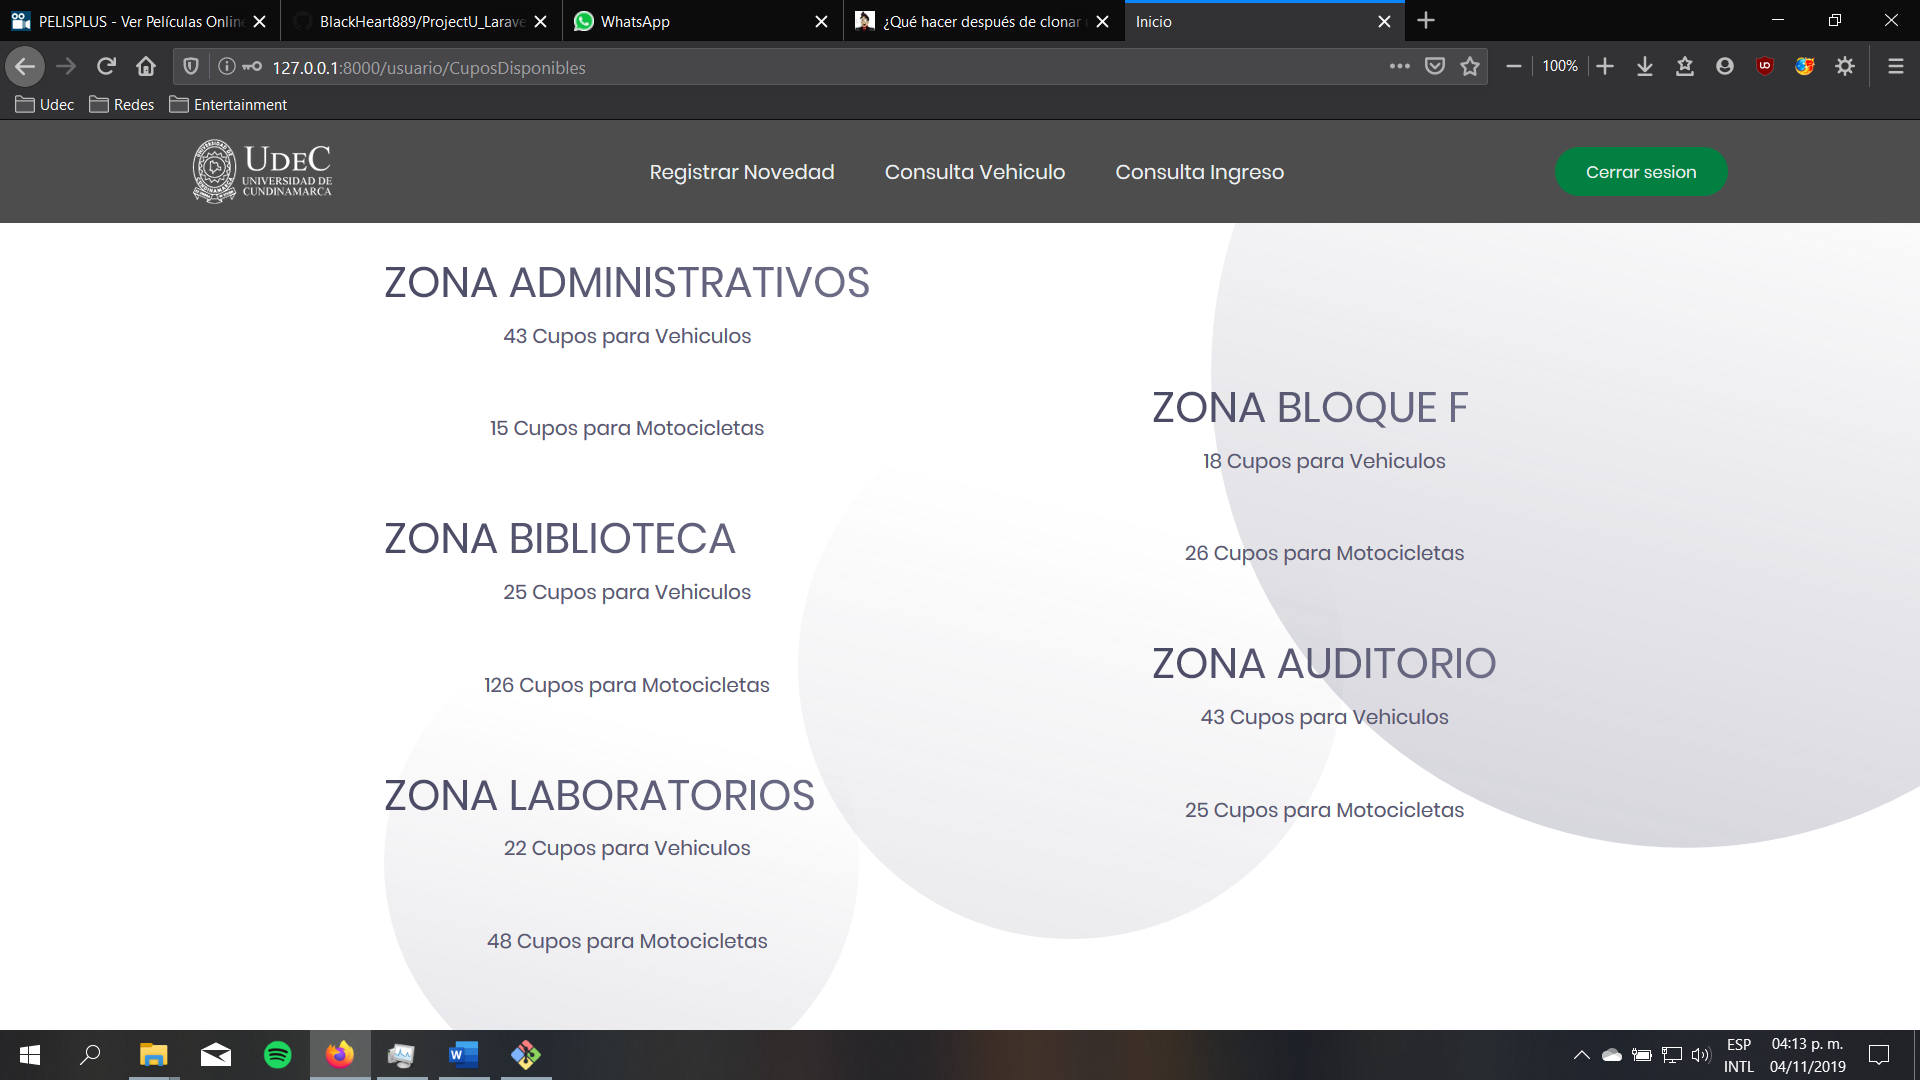 PELISPLUS - Ver Películas Online
BlackHeart889/ProjectU_Larave
WhatsApp
¿Qué hacer después de clonar
Inicio
127.0.0.1:8000/usuario/CuposDisponibles
100%
Udec
Redes
Entertainment
UDEC
UNIVERSIDAD DE
CUNDINAMARCA
Registrar Novedad
Consulta Vehiculo
Consulta Ingreso
Cerrar sesion
ZONA ADMINISTRATIVOS
43 Cupos para Vehiculos
15 Cupos para Motocicletas
ZONA BIBLIOTECA
25 Cupos para Vehiculos
126 Cupos para Motocicletas
ZONA LABORATORIOS
22 Cupos para Vehiculos
48 Cupos para Motocicletas
ZONA BLOQUE F
18 Cupos para Vehiculos
26 Cupos para Motocicletas
ZONA AUDITORIO
43 Cupos para Vehiculos
25 Cupos para Motocicletas
ESP
INTL
04:13 p. m.
04/11/2019